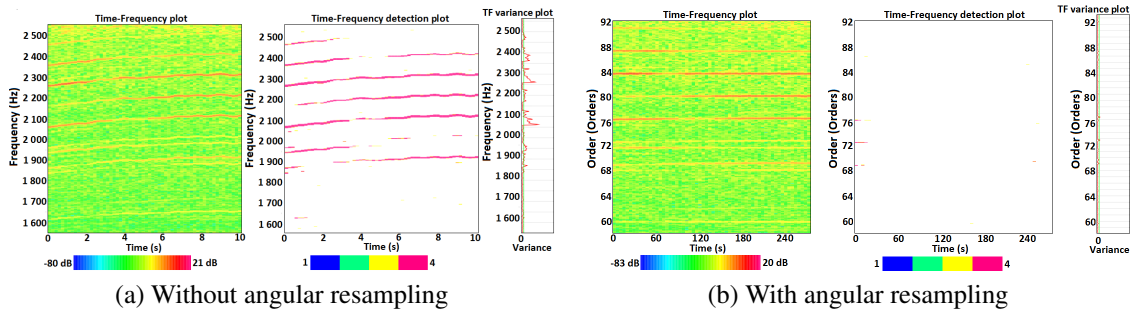 Time-Frequency plot
Frequency (Hz)
2 500
2 400
2 300
2 200
2 100
2 000
1 900
1 800
1 700
1 600
0 2 4 6 8 10
Time (s)
-80 dB 21 dB
Time-Frequency detection plot
Frequency (Hz)
2 500
2 400
2 300
2 200
2 100
2 000
1 900
1 800
1 700
1 600
0 2 4 6 8 10
Time (s)
1 4
TF variance plot
Frequency (Hz)
2 500
2 400
2 300
2 200
2 100
2 000
1 900
1 800
1 700
1 600
0
Variance
(a) Without angular resampling
Time-Frequency plot
Order (Orders)
92
88
84
80
76
72
68
64
60
0 60 120 180 240
Time (s)
-83 dB 20 dB
Time-Frequency detection plot
Order (Orders)
92
88
84
80
76
72
68
64
60
0 60 120 180 240
Time (s)
1 4
TF variance plot
Order (Orders)
92
88
84
80
76
72
68
64
60
0
Variance
(b) With angular resampling